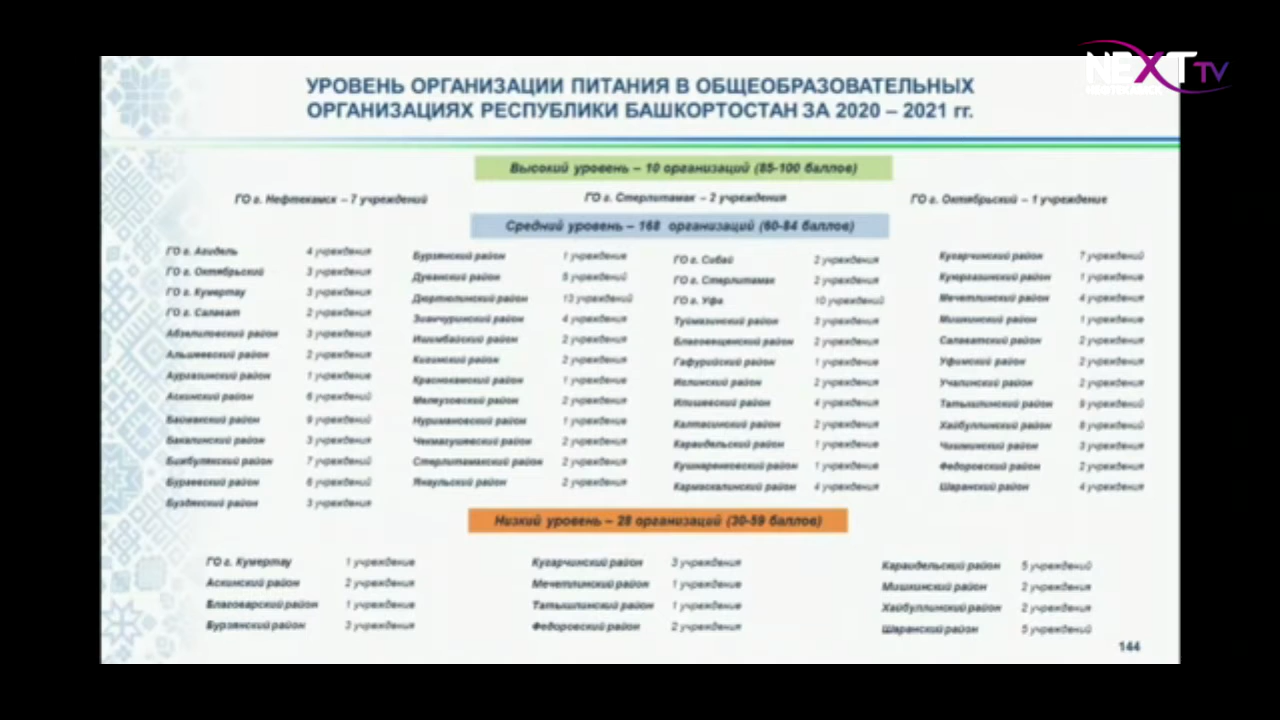 NEXT TV
НЕФТЕКАМСК
УРОВЕНЬ ОРГАНИЗАЦИИ ПИТАНИЯ В ОБЩЕОБРАЗОВАТЕЛЬНЫХ
ОРГАНИЗАЦИЯХ РЕСПУБЛИКИ БАШКОРТОСТАН ЗА 2020 – 2021 гг.
Высокий уровень – 10 организаций (85-100 баллов)
ГО г. Нефтекамск – 7 учреждений
ГО г. Стерлитамак – 2 учреждения
ГО г. Октябрьский – 1 учреждение
Средний уровень – 168 организаций (60-84 баллов)
ГО г. Агидель 4 учреждения
ГО г. Октябрьский 3 учреждения
ГО г. Кумертау 3 учреждения
ГО г. Салават 2 учреждения
Абзелиловский район 3 учреждения
Альшеевский район 2 учреждения
Аургазинский район 1 учреждение
Аскинский район 6 учреждений
Баймакский район 9 учреждений
Бакалинский район 3 учреждения
Бижбулякский район 7 учреждений
Бураевский район 6 учреждений
Буздякский район 3 учреждения
Бурзянский район 1 учреждение
Дуванский район 5 учреждений
Дюртюлинский район 13 учреждений
Зианчуринский район 4 учреждения
Ишимбайский район 2 учреждения
Кигинский район 2 учреждения
Краснокамский район 1 учреждение
Мелеузовский район 2 учреждения
Нуримановский район 1 учреждение
Чекмагушевский район 2 учреждения
Стерлитамакский район 2 учреждения
Янаульский район 2 учреждения
ГО г. Сибай 2 учреждения
ГО г. Стерлитамак 2 учреждения
ГО г. Уфа 10 учреждений
Туймазинский район 3 учреждения
Благовещенский район 2 учреждения
Гафурийский район 1 учреждение
Иглинский район 2 учреждения
Илишевский район 4 учреждения
Калтасинский район 2 учреждения
Караидельский район 1 учреждение
Кушнаренковский район 1 учреждение
Кармаскалинский район 4 учреждения
Кугарчинский район 7 учреждений
Куюргазинский район 1 учреждение
Мечетлинский район 4 учреждения
Мишкинский район 1 учреждение
Салаватский район 2 учреждения
Уфимский район 2 учреждения
Учалинский район 2 учреждения
Татышлинский район 9 учреждений
Хайбуллинский район 8 учреждений
Чишминский район 3 учреждения
Федоровский район 2 учреждения
Шаранский район 4 учреждения
Низкий уровень – 28 организаций (30-59 баллов)
ГО г. Кумертау 1 учреждение
Аскинский район 2 учреждения
Благоварский район 1 учреждение
Бурзянский район 3 учреждения
Кугарчинский район 3 учреждения
Мечетлинский район 1 учреждение
Татышлинский район 1 учреждение
Федоровский район 2 учреждения
Караидельский район 5 учреждений
Мишкинский район 2 учреждения
Хайбуллинский район 2 учреждения
Шаранский район 5 учреждений
144